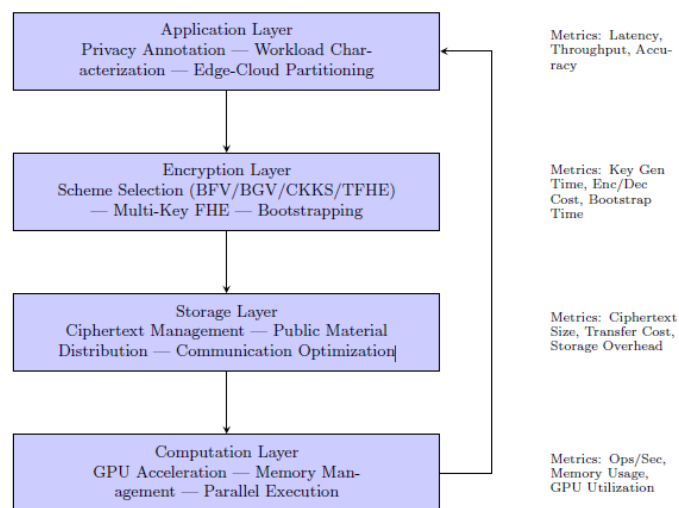 Application Layer
Privacy Annotation — Workload Char-
acterization — Edge-Cloud Partitioning
Metrics: Latency,
Throughput, Accu-
racy
Encryption Layer
Scheme Selection (BFV/BGV/CKKS/TFHE)
— Multi-Key FHE — Bootstrapping
Metrics: Key Gen
Time, Enc/Dec
Cost, Bootstrap
Time
Storage Layer
Ciphertext Management — Public Material
Distribution — Communication Optimization
Metrics: Ciphertext
Size, Transfer Cost,
Storage Overhead
Computation Layer
GPU Acceleration — Memory Man-
agement — Parallel Execution
Metrics: Ops/Sec,
Memory Usage,
GPU Utilization